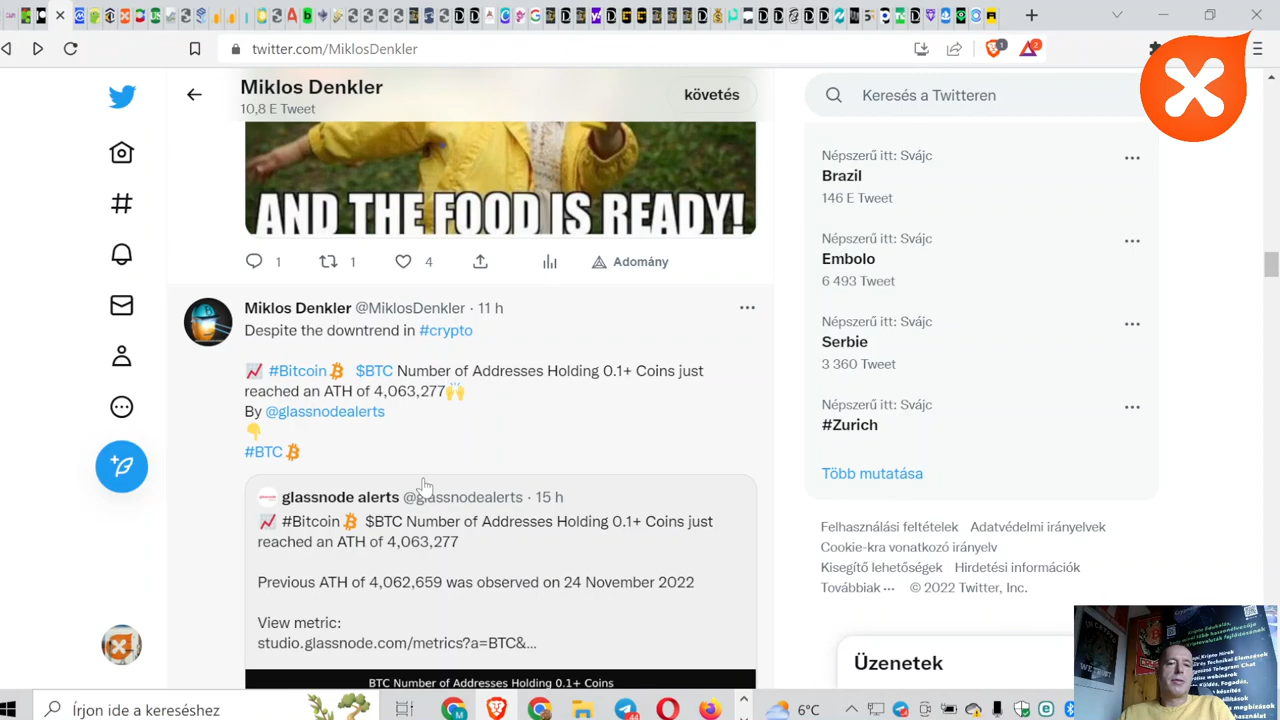 twitter.com/MiklosDenkler
1
2
Miklos Denkler
10,8 E Tweet
követés
Keresés a Twitteren
AND THE FOOD IS READY!
1
1
4
Adomány
Miklos Denkler @MiklosDenkler · 11 h
Despite the downtrend in #crypto
#Bitcoin $BTC Number of Addresses Holding 0.1+ Coins just
reached an ATH of 4,063,277
By @glassnodealerts
#BTC
glassnode alerts @glassnodealerts · 15 h
#Bitcoin $BTC Number of Addresses Holding 0.1+ Coins just
reached an ATH of 4,063,277
Previous ATH of 4,062,659 was observed on 24 November 2022
View metric:
studio.glassnode.com/metrics?a=BTC&...
BTC Number of Addresses Holding 0.1+ Coins
Népszerű itt: Svájc
Brazil
146 E Tweet
Népszerű itt: Svájc
Embolo
6 493 Tweet
Népszerű itt: Svájc
Serbie
3 360 Tweet
Népszerű itt: Svájc
#Zurich
Több mutatása
Felhasználási feltételek Adatvédelmi irányelvek
Cookie-kra vonatkozó irányelv
Kisegítő lehetőségek Hirdetési információk
Továbbiak ··· © 2022 Twitter, Inc.
Üzenetek
Írjon ide a kereséshez
6°C